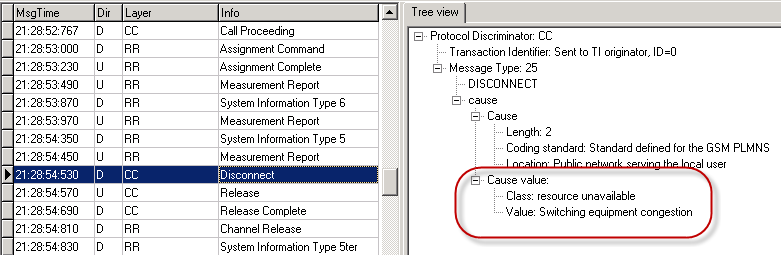 MsgTime Dir Layer Info
21:28:52:767 D CC Call Proceeding
21:28:53:000 D RR Assignment Command
21:28:53:230 U RR Assignment Complete
21:28:53:490 U RR Measurement Report
21:28:53:870 D RR System Information Type 6
21:28:53:970 U RR Measurement Report
21:28:54:350 D RR System Information Type 5
21:28:54:450 U RR Measurement Report
21:28:54:530 D CC Disconnect
21:28:54:570 U CC Release
21:28:54:690 D CC Release Complete
21:28:54:810 D RR Channel Release
21:28:54:830 D RR System Information Type 5ter
Tree view
Protocol Discriminator: CC
Transaction Identifier: Sent to TI originator, ID=0
Message Type: 25
DISCONNECT
cause
Cause
Length: 2
Coding standard: Standard defined for the GSM PLMNS
Location: Public network serving the local user
Cause value:
Class: resource unavailable
Value: Switching equipment congestion